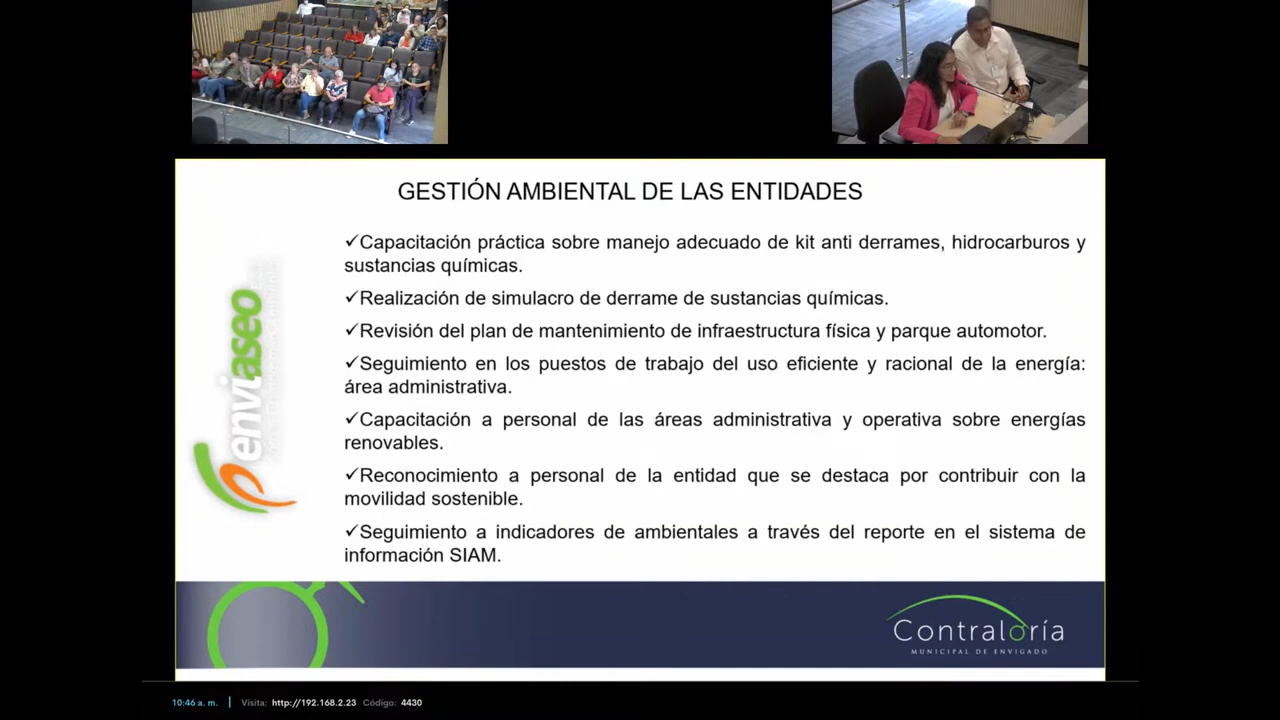 GESTIÓN AMBIENTAL DE LAS ENTIDADES
✓Capacitación práctica sobre manejo adecuado de kit anti derrames, hidrocarburos y
sustancias químicas.
✓Realización de simulacro de derrame de sustancias químicas.
✓Revisión del plan de mantenimiento de infraestructura física y parque automotor.
✓Seguimiento en los puestos de trabajo del uso eficiente y racional de la energía:
área administrativa.
✓Capacitación a personal de las áreas administrativa y operativa sobre energías
renovables.
✓Reconocimiento a personal de la entidad que se destaca por contribuir con la
movilidad sostenible.
✓Seguimiento a indicadores de ambientales a través del reporte en el sistema de
información SIAM.
enviaseo
Contraloría
MUNICIPAL DE ENVIGADO
10:46 a. m. | Visita: http://192.168.2.23 Código: 4430